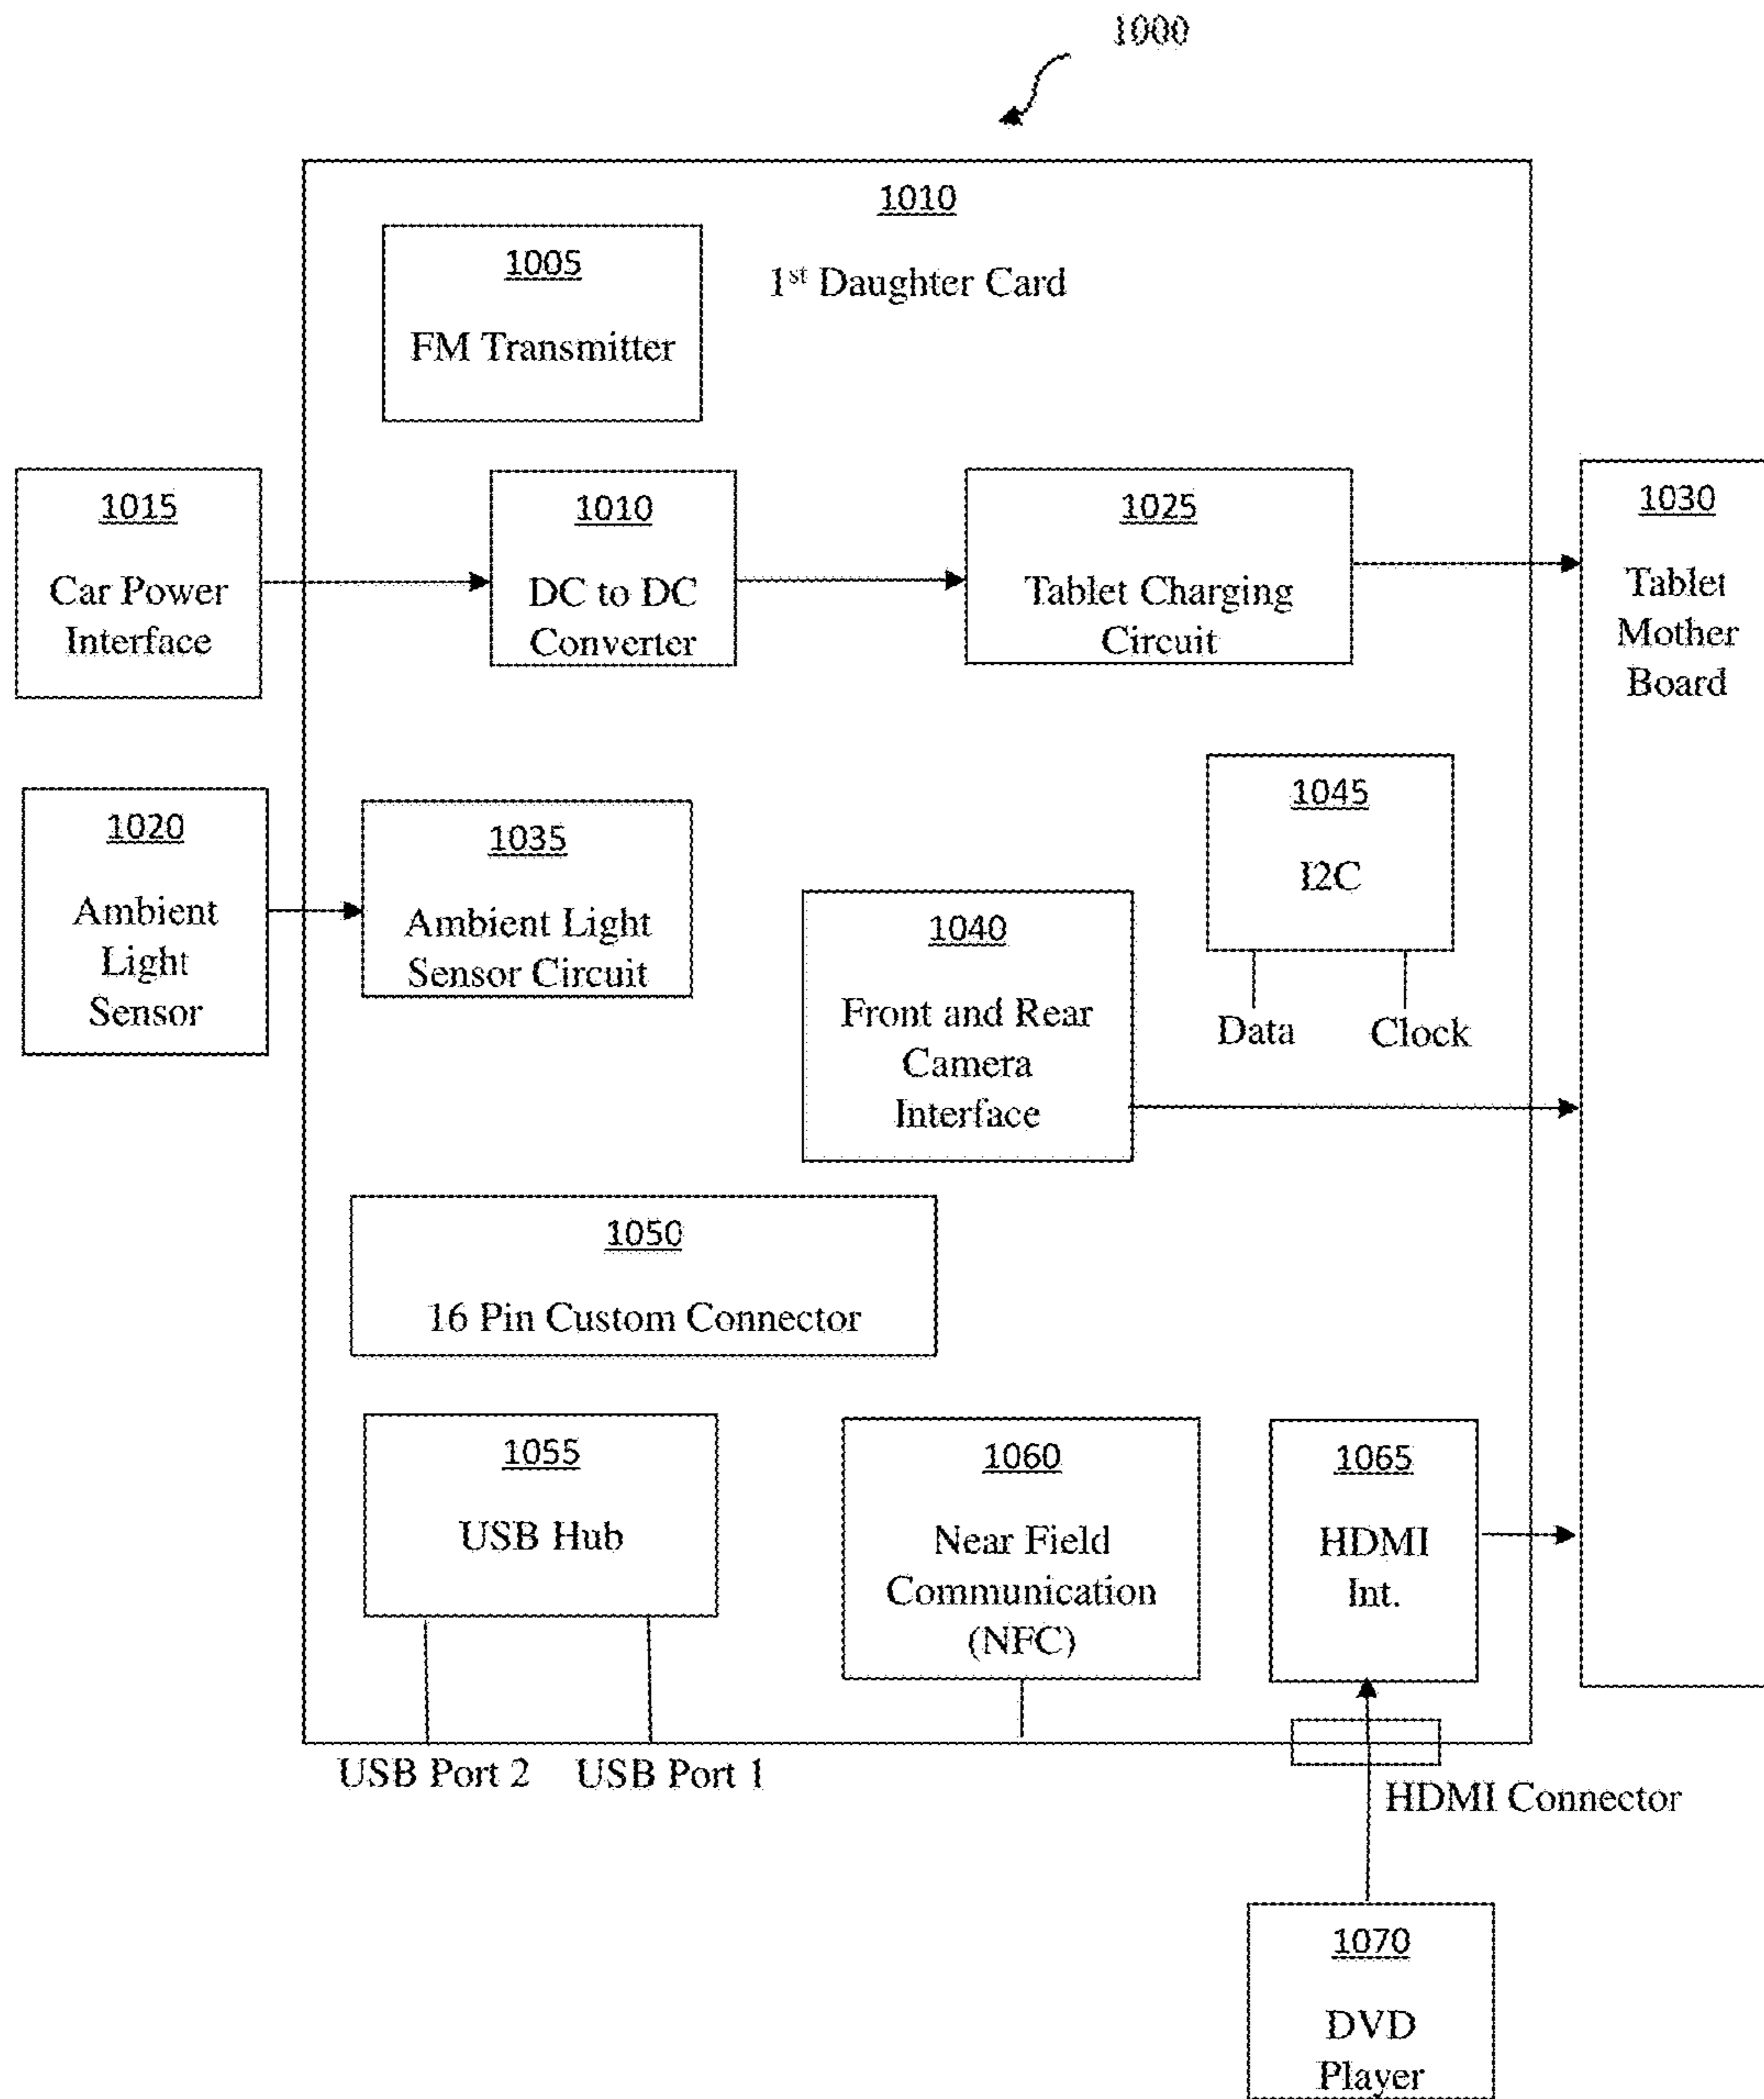 1000
1010
1st Daughter Card
1005
FM Transmitter
1015
Car Power
Interface
1010
DC to DC
Converter
1025
Tablet Charging
Circuit
1030
Tablet
Mother
Board
1020
Ambient
Light
Sensor
1035
Ambient Light
Sensor Circuit
1045
I2C
Data
Clock
1040
Front and Rear
Camera
Interface
1050
16 Pin Custom Connector
1055
USB Hub
1060
Near Field
Communication
(NFC)
1065
HDMI
Int.
USB Port 2
USB Port 1
HDMI Connector
1070
DVD
Player